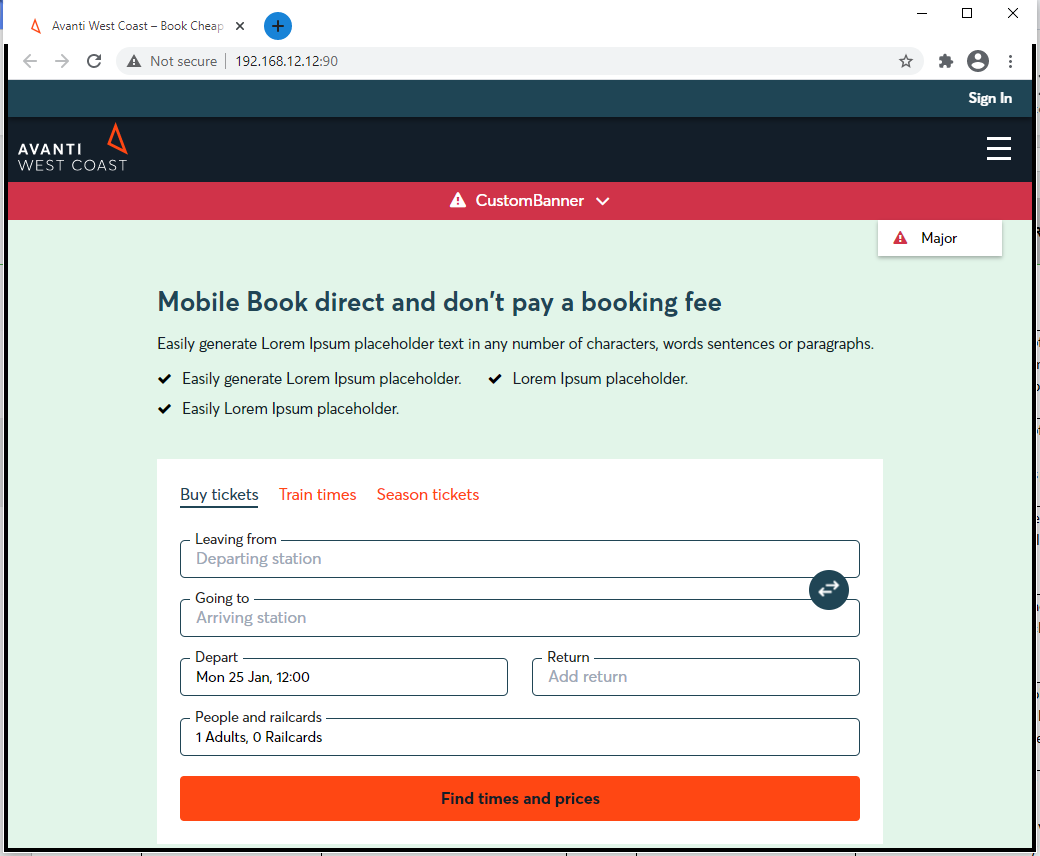 Avanti West Coast – Book Cheap
Not secure
192.168.12.12:90
Sign In
AVANTI
WEST COAST
CustomBanner
Major
Mobile Book direct and don't pay a booking fee
Easily generate Lorem Ipsum placeholder text in any number of characters, words sentences or paragraphs.
Easily generate Lorem Ipsum placeholder. Lorem Ipsum placeholder.
Easily Lorem Ipsum placeholder.
Buy tickets Train times Season tickets
Leaving from
Departing station
Going to
Arriving station
Depart Return
Mon 25 Jan, 12:00 Add return
People and railcards
1 Adults, 0 Railcards
Find times and prices